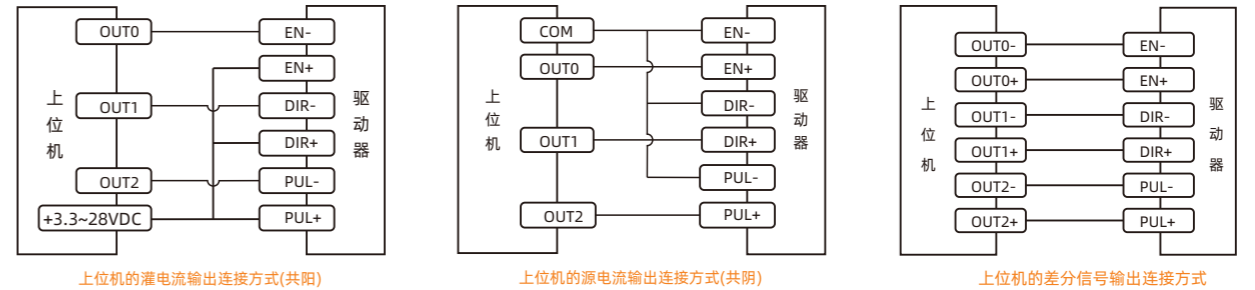 上位机
OUT0
OUT1
OUT2
+3.3~28VDC
EN-
EN+
DIR-
DIR+
PUL-
PUL+
驱动器
上位机的灌电流输出连接方式(共阳)
上位机
COM
OUT0
OUT1
OUT2
EN-
EN+
DIR-
DIR+
PUL-
PUL+
驱动器
上位机的源电流输出连接方式(共阴)
上位机
OUT0-
OUT0+
OUT1-
OUT1+
OUT2-
OUT2+
EN-
EN+
DIR-
DIR+
PUL-
PUL+
驱动器
上位机的差分信号输出连接方式